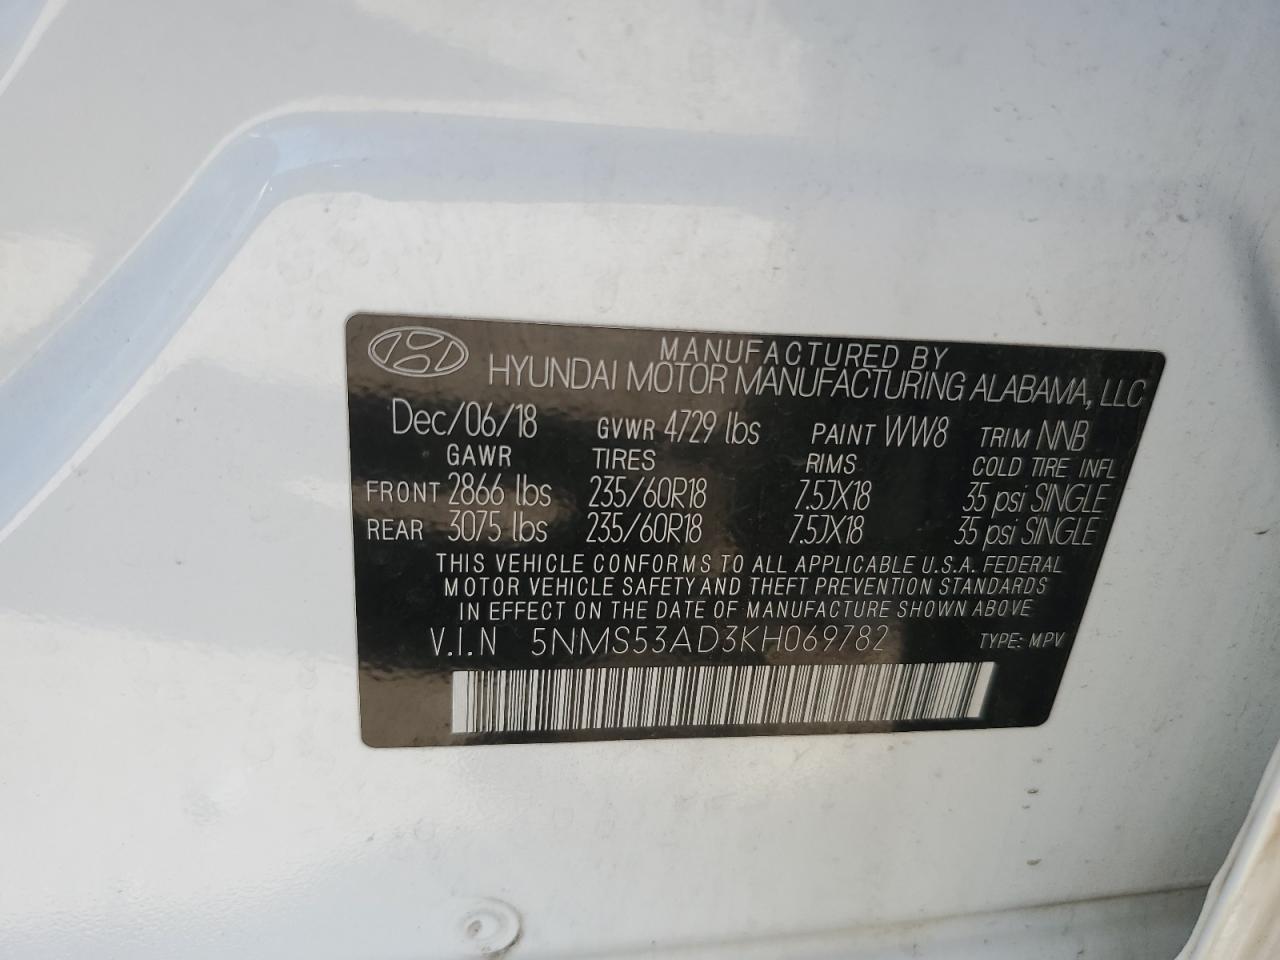 MANUFACTURED BY
HYUNDAI MOTOR MANUFACTURING ALABAMA, LLC
Dec/06/18 GVWR 4729 lbs PAINT WW8 TRIM NNB
GAWR TIRES RIMS COLD TIRE INFL
FRONT 2866 lbs 235/60R18 7.5JX18 35 psi SINGLE
REAR 3075 lbs 235/60R18 7.5JX18 35 psi SINGLE
THIS VEHICLE CONFORMS TO ALL APPLICABLE U.S.A. FEDERAL
MOTOR VEHICLE SAFETY AND THEFT PREVENTION STANDARDS
IN EFFECT ON THE DATE OF MANUFACTURE SHOWN ABOVE
V.I.N 5NMS53AD3KH069782 TYPE: MPV